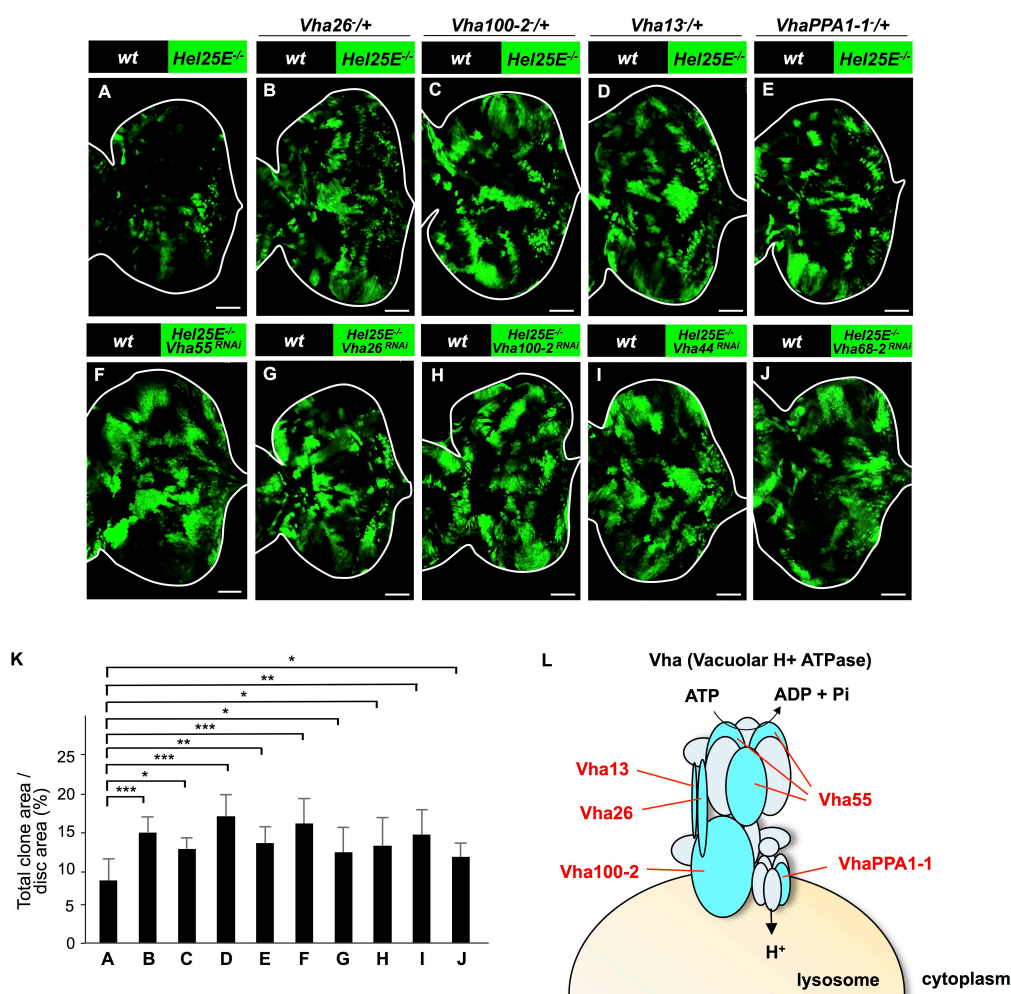 Vha26-/+ Vha100-2-/+ Vha13-/+ VhaPPA1-1-/+
wt Hel25E-/- wt Hel25E-/- wt Hel25E-/- wt Hel25E-/- wt Hel25E-/-
A B C D E
wt Hel25E-/- Vha55 RNAi wt Hel25E-/- Vha26 RNAi wt Hel25E-/- Vha100-2 RNAi wt Hel25E-/- Vha44 RNAi wt Hel25E-/- Vha68-2 RNAi
F G H I J
K
*
**
*
*
***
**
***
*
***
Total clone area /
disc area (%)
25
20
15
10
5
0
A B C D E F G H I J
L
Vha (Vacuolar H+ ATPase)
ATP ADP + Pi
Vha13
Vha26
Vha55
Vha100-2
VhaPPA1-1
H+
lysosome cytoplasm